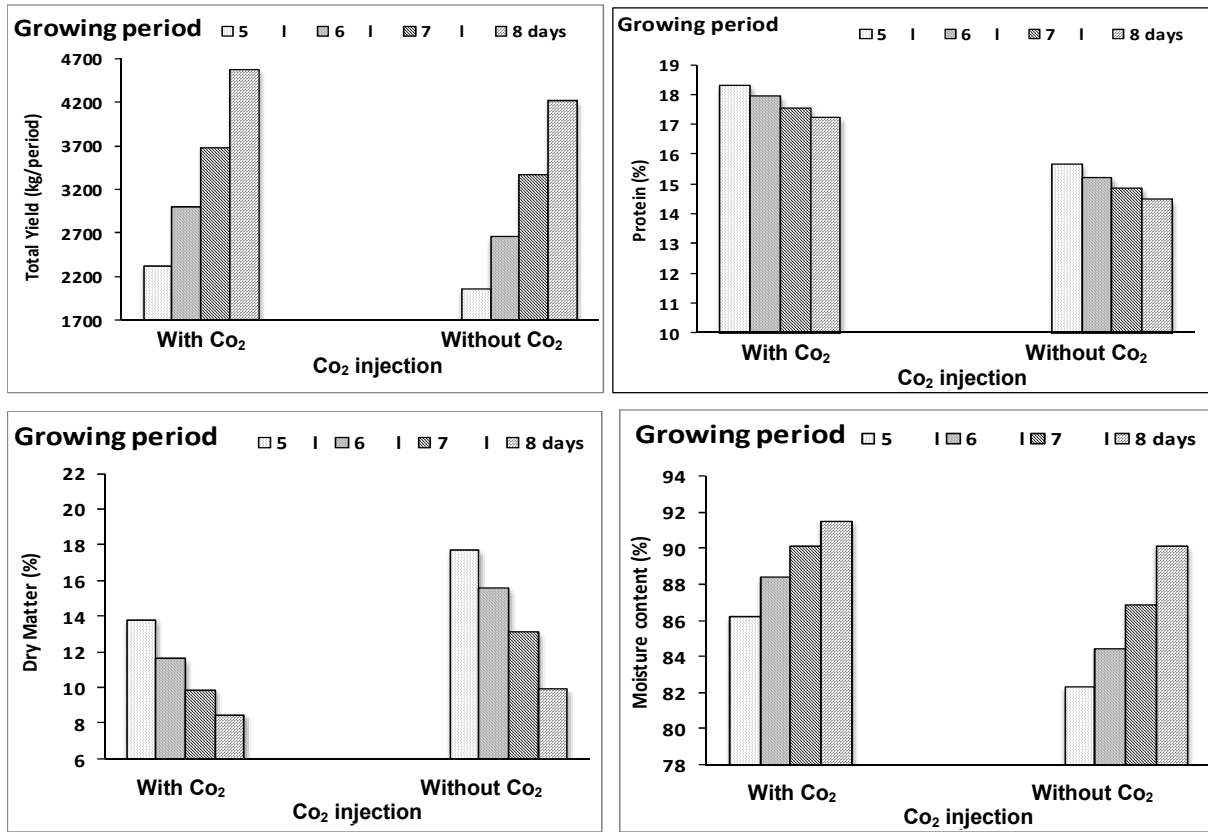 Growing period 5 I 6 I 7 I 8 days
4700
4200
3700
3200
2700
2200
1700
Total Yield (kg/period)
With Co₂ Without Co₂
Co₂ injection
Growing period 5 I 6 I 7 I 8 days
19
18
17
16
15
14
13
12
11
10
Protein (%)
With Co₂ Without Co₂
Co₂ injection
Growing period 5 I 6 I 7 I 8 days
22
20
18
16
14
12
10
8
6
Dry Matter (%)
With Co₂ Without Co₂
Co₂ injection
Growing period 5 I 6 I 7 I 8 days
94
92
90
88
86
84
82
80
78
Moisture content (%)
With Co₂ Without Co₂
Co₂ injection